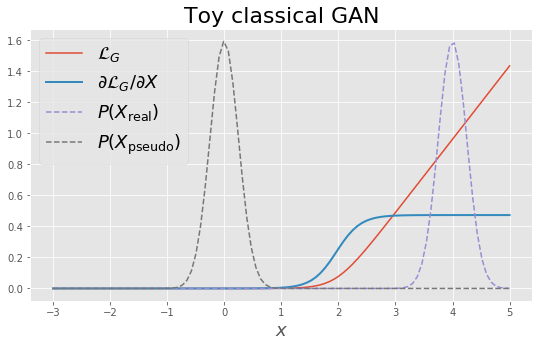 Toy classical GAN
ℒ_G
∂ℒ_G/∂X
P(X_real)
P(X_pseudo)
1.6
1.4
1.2
1.0
0.8
0.6
0.4
0.2
0.0
−3 −2 −1 0 1 2 3 4 5
x